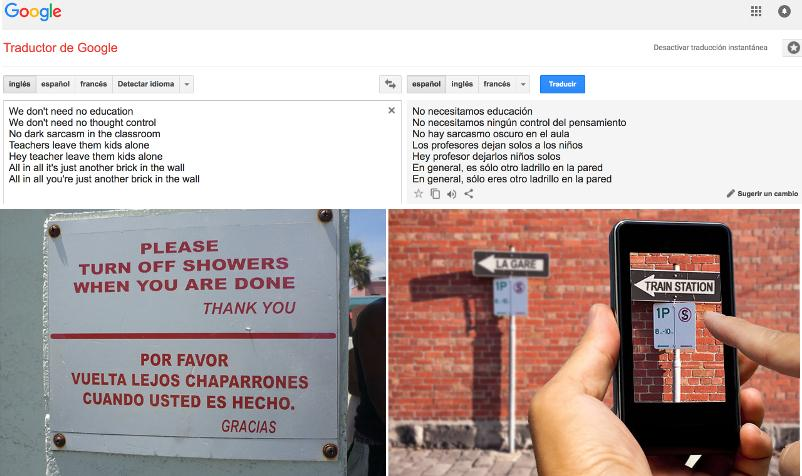 Google
Traductor de Google
Desactivar traducción instantánea
inglés español francés Detectar idioma
español inglés francés Traducir
We don't need no education
We don't need no thought control
No dark sarcasm in the classroom
Teachers leave them kids alone
Hey teacher leave them kids alone
All in all it's just another brick in the wall
All in all you're just another brick in the wall
No necesitamos educación
No necesitamos ningún control del pensamiento
No hay sarcasmo oscuro en el aula
Los profesores dejan solos a los niños
Hey profesor dejarlos niños solos
En general, es sólo otro ladrillo en la pared
En general, sólo eres otro ladrillo en la pared
Sugerir un cambio
PLEASE
TURN OFF SHOWERS
WHEN YOU ARE DONE
THANK YOU
POR FAVOR
VUELTA LEJOS CHAPARRONES
CUANDO USTED ES HECHO.
GRACIAS
LA GARE
1P
TRAIN STATION
1P S